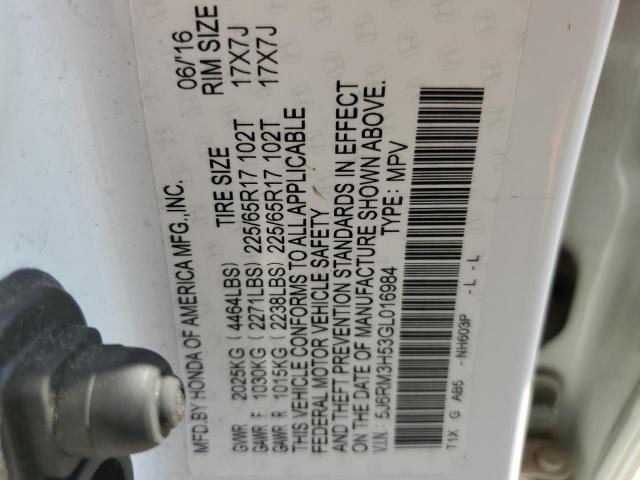 MFD.BY HONDA OF AMERICA MFG.,INC. 06/'16
TIRE SIZE RIM SIZE
GVWR 2025KG (4464LBS)
GAWR F 1030KG (2271LBS) 225/65R17 102T 17X7J
GAWR R 1015KG (2238LBS) 225/65R17 102T 17X7J
THIS VEHICLE CONFORMS TO ALL APPLICABLE
FEDERAL MOTOR VEHICLE SAFETY
AND THEFT PREVENTION STANDARDS IN EFFECT
ON THE DATE OF MANUFACTURE SHOWN ABOVE.
V.I.N.: 5J6RM3H53GL016984 TYPE: MPV
T1X G AB5 - NH603P - L - L